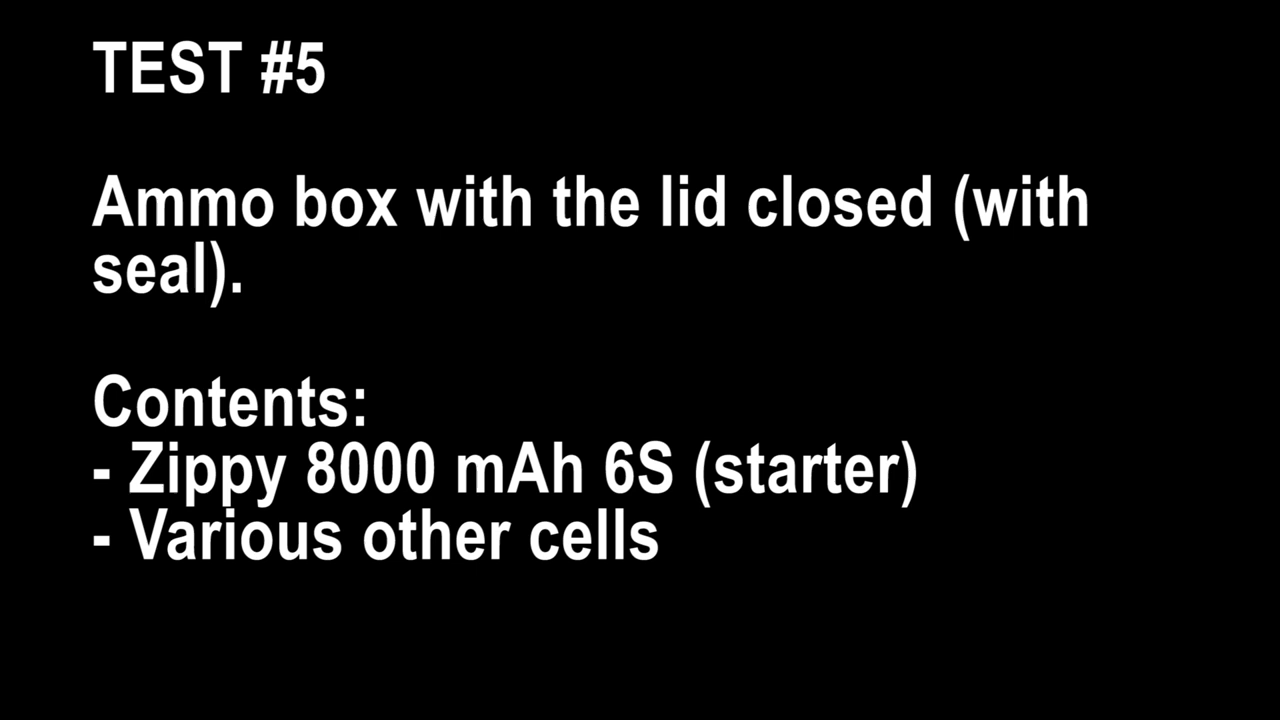 TEST #5
Ammo box with the lid closed (with
seal).
Contents:
- Zippy 8000 mAh 6S (starter)
- Various other cells